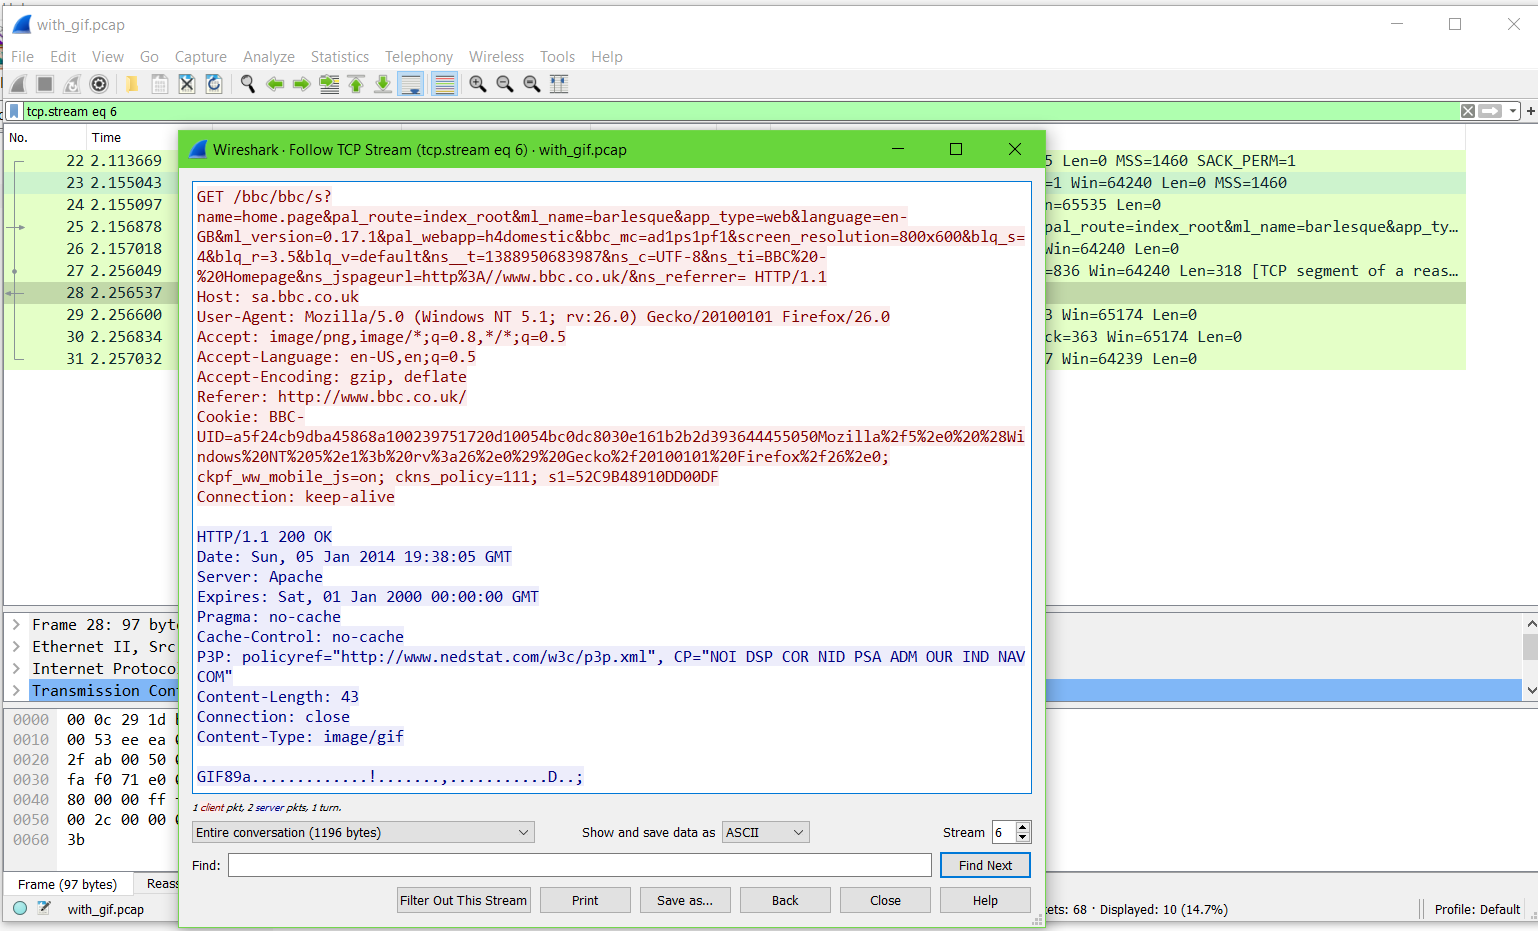 with_gif.pcap
File Edit View Go Capture Analyze Statistics Telephony Wireless Tools Help
tcp.stream eq 6
No. Time
22 2.113669 5 Len=0 MSS=1460 SACK_PERM=1
23 2.155043 =1 Win=64240 Len=0 MSS=1460
24 2.155097 n=65535 Len=0
25 2.156878 pal_route=index_root&ml_name=barlesque&app_ty...
26 2.157018 Win=64240 Len=0
27 2.256049 =836 Win=64240 Len=318 [TCP segment of a reas...
28 2.256537
29 2.256600 3 Win=65174 Len=0
30 2.256834 ck=363 Win=65174 Len=0
31 2.257032 7 Win=64239 Len=0
Wireshark · Follow TCP Stream (tcp.stream eq 6) · with_gif.pcap
GET /bbc/bbc/s?
name=home.page&pal_route=index_root&ml_name=barlesque&app_type=web&language=en-
GB&ml_version=0.17.1&pal_webapp=h4domestic&bbc_mc=ad1ps1pf1&screen_resolution=800x600&blq_s=
4&blq_r=3.5&blq_v=default&ns__t=1388950683987&ns_c=UTF-8&ns_ti=BBC%20-
%20Homepage&ns_jspageurl=http%3A//www.bbc.co.uk/&ns_referrer= HTTP/1.1
Host: sa.bbc.co.uk
User-Agent: Mozilla/5.0 (Windows NT 5.1; rv:26.0) Gecko/20100101 Firefox/26.0
Accept: image/png,image/*;q=0.8,*/*;q=0.5
Accept-Language: en-US,en;q=0.5
Accept-Encoding: gzip, deflate
Referer: http://www.bbc.co.uk/
Cookie: BBC-
UID=a5f24cb9dba45868a100239751720d10054bc0dc8030e161b2b2d393644455050Mozilla%2f5%2e0%20%28Wi
ndows%20NT%205%2e1%3b%20rv%3a26%2e0%29%20Gecko%2f20100101%20Firefox%2f26%2e0;
ckpf_ww_mobile_js=on; ckns_policy=111; s1=52C9B48910DD00DF
Connection: keep-alive
HTTP/1.1 200 OK
Date: Sun, 05 Jan 2014 19:38:05 GMT
Server: Apache
Expires: Sat, 01 Jan 2000 00:00:00 GMT
Pragma: no-cache
Cache-Control: no-cache
P3P: policyref="http://www.nedstat.com/w3c/p3p.xml", CP="NOI DSP COR NID PSA ADM OUR IND NAV
COM"
Content-Length: 43
Connection: close
Content-Type: image/gif
GIF89a.............!.......,...........D..;
1 client pkt, 2 server pkts, 1 turn.
Entire conversation (1196 bytes) Show and save data as ASCII Stream 6
Find: Find Next
Filter Out This Stream Print Save as... Back Close Help
Frame 28: 97 byt
Ethernet II, Src
Internet Protoco
Transmission Con
0000 00 0c 29 1d
0010 00 53 ee ea
0020 2f ab 00 50
0030 fa f0 71 e0
0040 80 00 00 ff
0050 00 2c 00 00
0060 3b
Frame (97 bytes) Reass
with_gif.pcap ets: 68 · Displayed: 10 (14.7%) Profile: Default